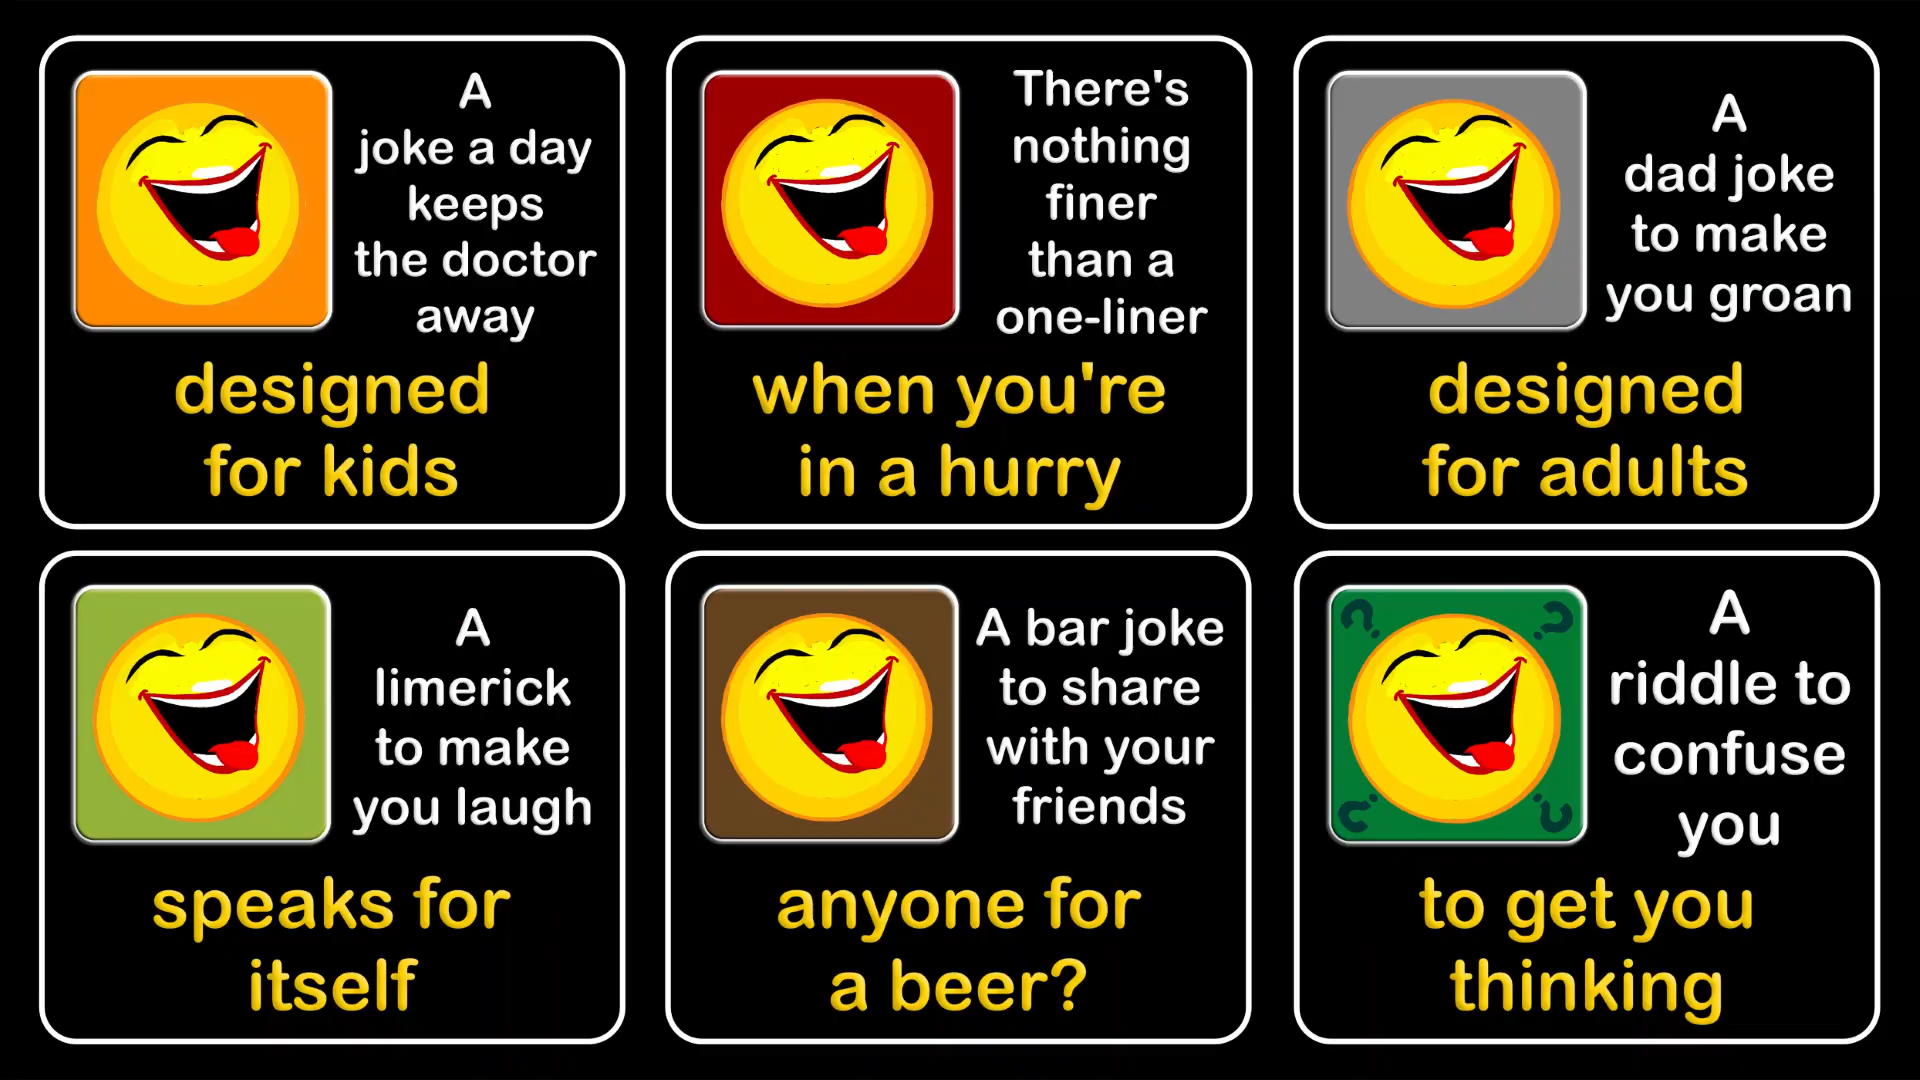 A
joke a day
keeps
the doctor
away
designed
for kids
There's
nothing
finer
than a
one-liner
when you're
in a hurry
A
dad joke
to make
you groan
designed
for adults
A
limerick
to make
you laugh
speaks for
itself
A bar joke
to share
with your
friends
anyone for
a beer?
? ?
? ?
A
riddle to
confuse
you
to get you
thinking